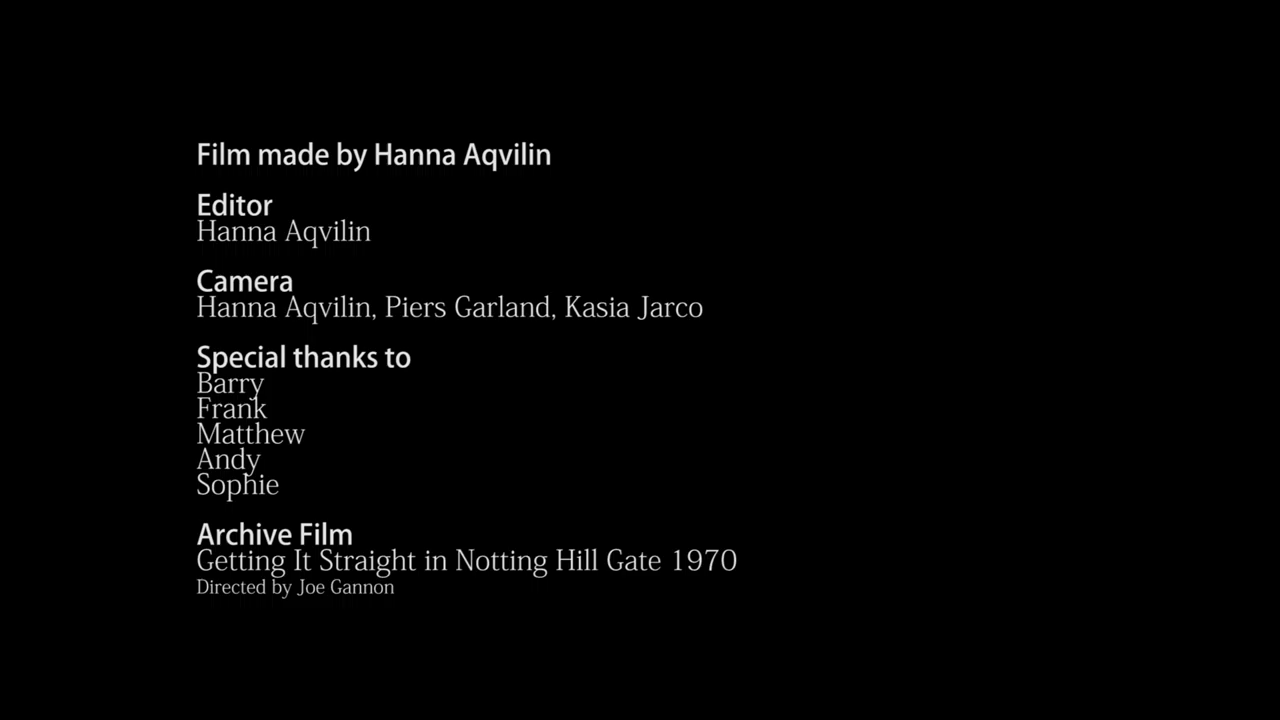 Film made by Hanna Aqvilin
Editor
Hanna Aqvilin
Camera
Hanna Aqvilin, Piers Garland, Kasia Jarco
Special thanks to
Barry
Frank
Matthew
Andy
Sophie
Archive Film
Getting It Straight in Notting Hill Gate 1970
Directed by Joe Gannon